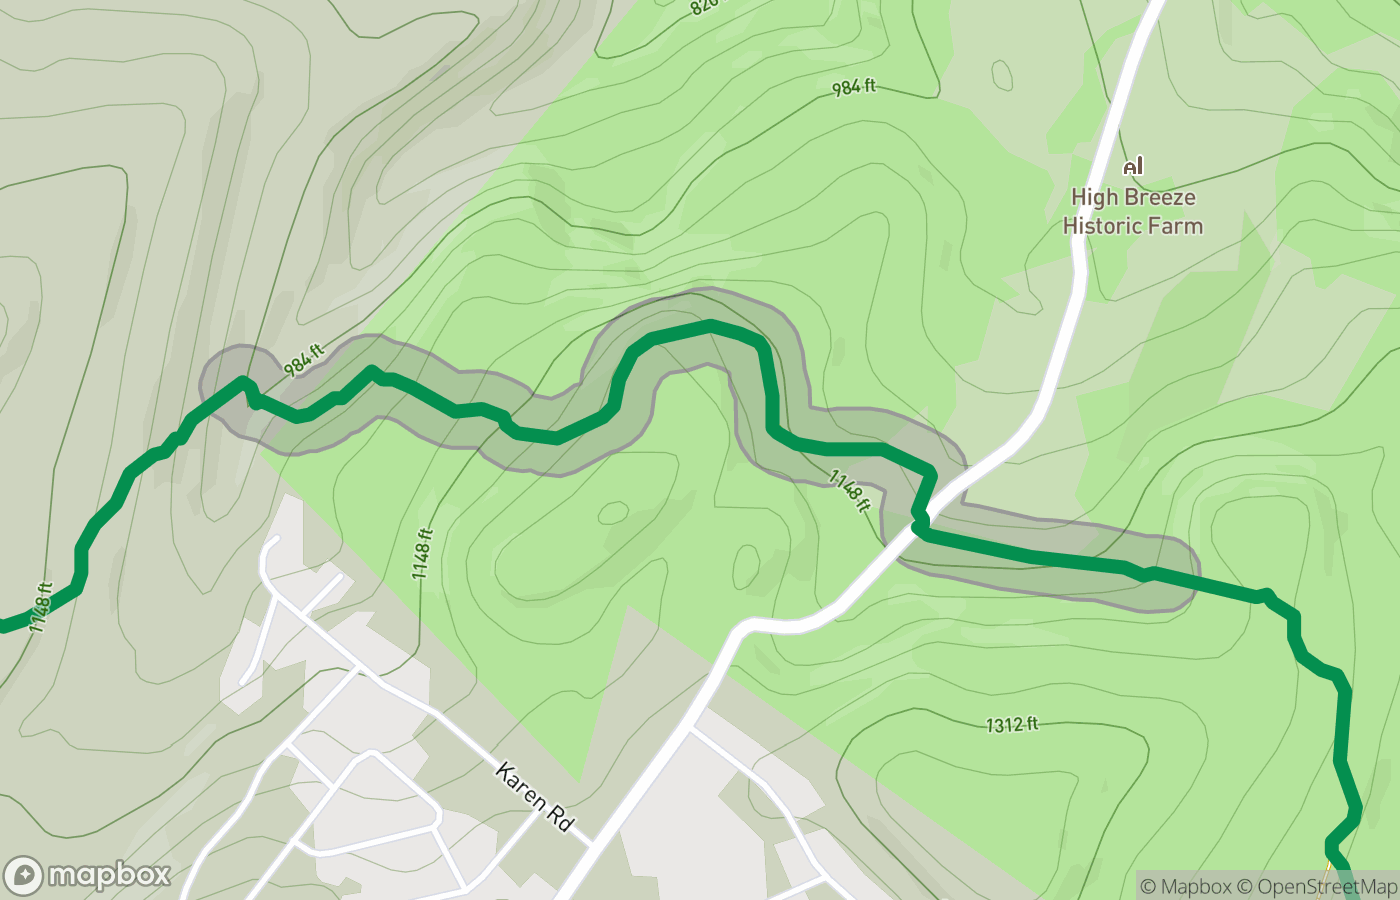 820
984 ft
High Breeze
Historic Farm
984 ft
1148 ft
1148 ft
1148 ft
1312 ft
Karen Rd
mapbox
© Mapbox © OpenStreetMap